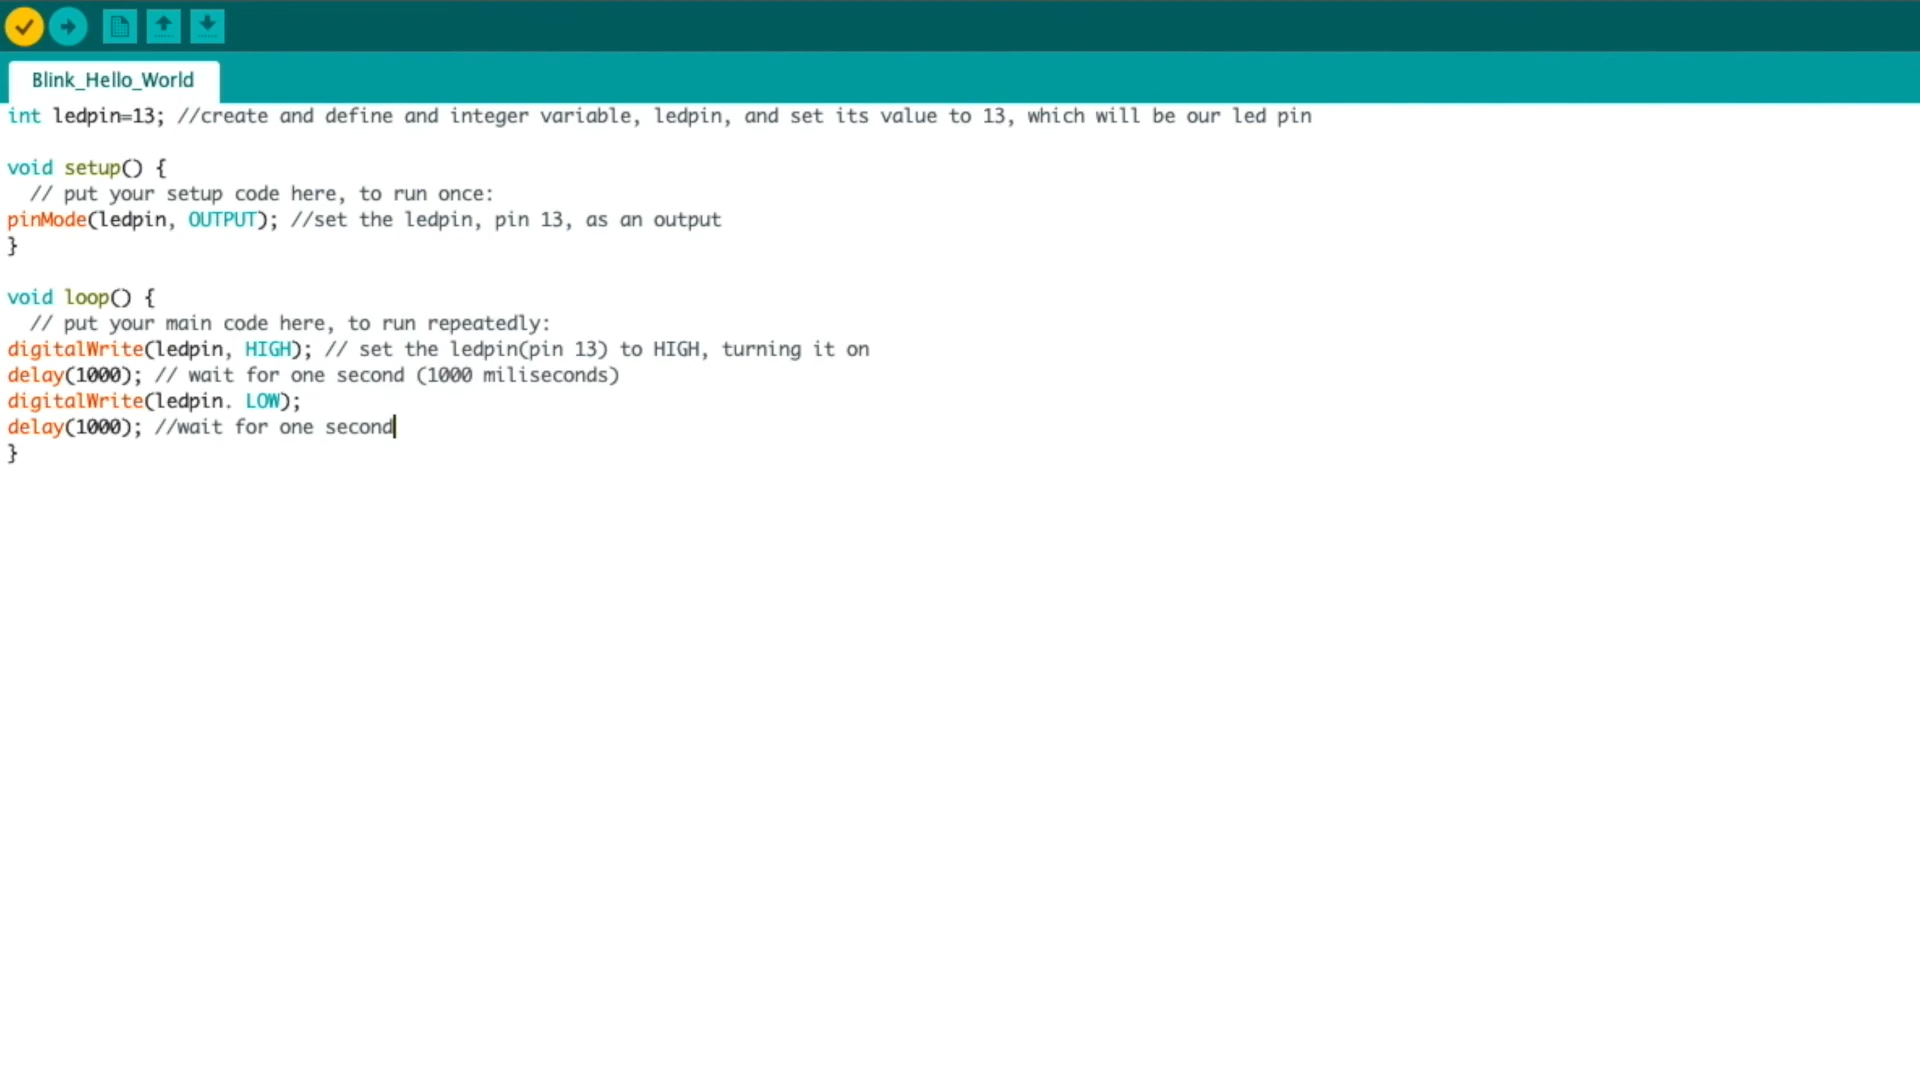 Blink_Hello_World
int ledpin=13; //create and define and integer variable, ledpin, and set its value to 13, which will be our led pin
void setup() {
// put your setup code here, to run once:
pinMode(ledpin, OUTPUT); //set the ledpin, pin 13, as an output
}
void loop() {
// put your main code here, to run repeatedly:
digitalWrite(ledpin, HIGH); // set the ledpin(pin 13) to HIGH, turning it on
delay(1000); // wait for one second (1000 miliseconds)
digitalWrite(ledpin. LOW);
delay(1000); //wait for one second
}